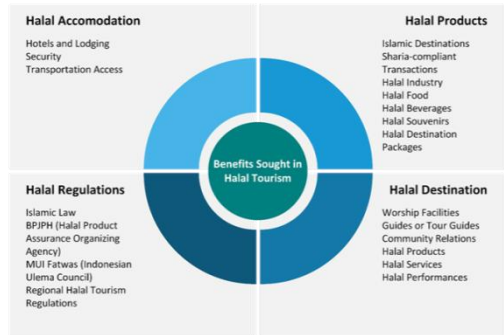 Halal Accomodation
Hotels and Lodging
Security
Transportation Access
Halal Products
Islamic Destinations
Sharia-compliant
Transactions
Halal Industry
Halal Food
Halal Beverages
Halal Souvenirs
Halal Destination
Packages
Benefits Sought in
Halal Tourism
Halal Regulations
Islamic Law
BPJPH (Halal Product
Assurance Organizing
Agency)
MUI Fatwas (Indonesian
Ulema Council)
Regional Halal Tourism
Regulations
Halal Destination
Worship Facilities
Guides or Tour Guides
Community Relations
Halal Products
Halal Services
Halal Performances